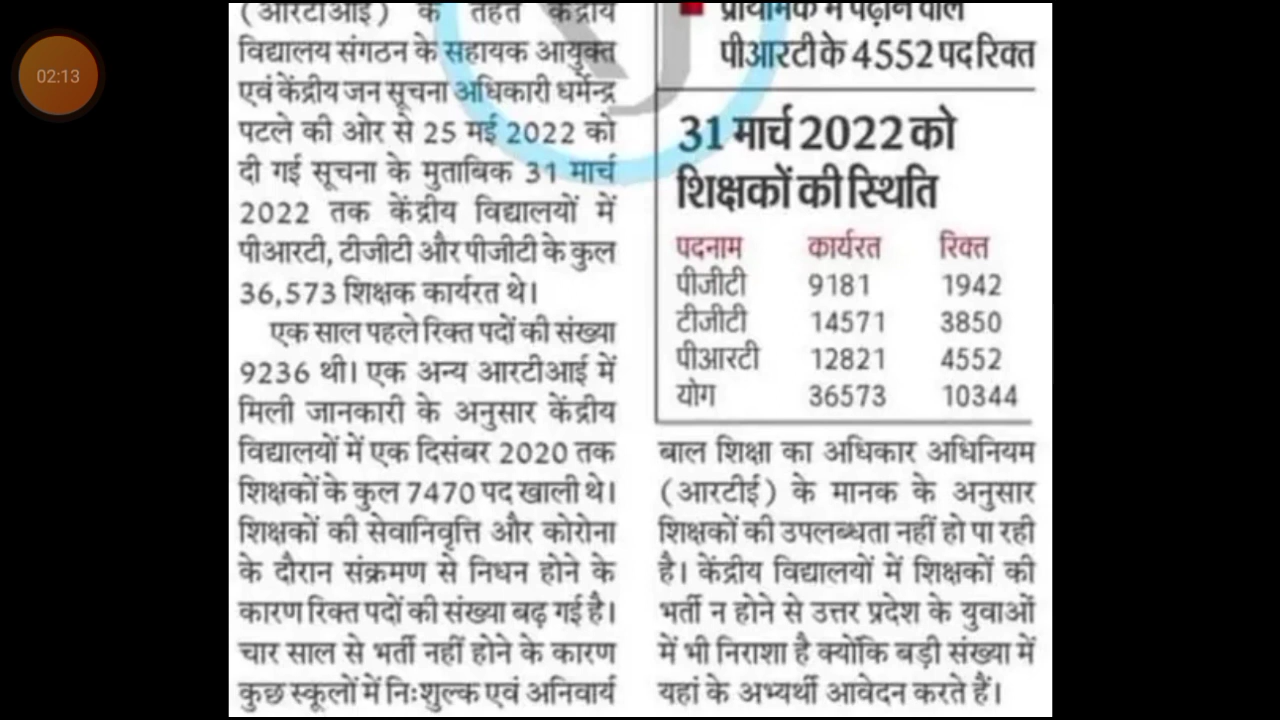 02:13
(आरटीआई) के तहत केंद्रीय
विद्यालय संगठन के सहायक आयुक्त
एवं केंद्रीय जन सूचना अधिकारी धर्मेन्द्र
पटले की ओर से 25 मई 2022 को
दी गई सूचना के मुताबिक 31 मार्च
2022 तक केंद्रीय विद्यालयों में
पीआरटी, टीजीटी और पीजीटी के कुल
36,573 शिक्षक कार्यरत थे।
एक साल पहले रिक्त पदों की संख्या
9236 थी। एक अन्य आरटीआई में
मिली जानकारी के अनुसार केंद्रीय
विद्यालयों में एक दिसंबर 2020 तक
शिक्षकों के कुल 7470 पद खाली थे।
शिक्षकों की सेवानिवृत्ति और कोरोना
के दौरान संक्रमण से निधन होने के
कारण रिक्त पदों की संख्या बढ़ गई है।
चार साल से भर्ती नहीं होने के कारण
कुछ स्कूलों में निःशुल्क एवं अनिवार्य
प्राथमिक में पढ़ाने वाले
पीआरटी के 4552 पद रिक्त
31 मार्च 2022 को
शिक्षकों की स्थिति
पदनाम कार्यरत रिक्त
पीजीटी 9181 1942
टीजीटी 14571 3850
पीआरटी 12821 4552
योग 36573 10344
बाल शिक्षा का अधिकार अधिनियम
(आरटीई) के मानक के अनुसार
शिक्षकों की उपलब्धता नहीं हो पा रही
है। केंद्रीय विद्यालयों में शिक्षकों की
भर्ती न होने से उत्तर प्रदेश के युवाओं
में भी निराशा है क्योंकि बड़ी संख्या में
यहां के अभ्यर्थी आवेदन करते हैं।